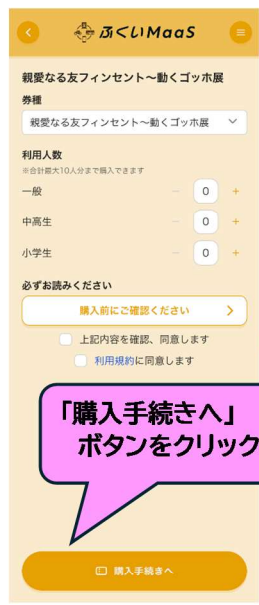 ふくいMaaS
親愛なる友フィンセント～動くゴッホ展
券種
親愛なる友フィンセント～動くゴッホ展
利用人数
※合計最大10人分まで購入できます
一般 － 0 +
中高生 － 0 +
小学生 － 0 +
必ずお読みください
購入前にご確認ください
上記内容を確認、同意します
利用規約に同意します
「購入手続きへ」
ボタンをクリック
購入手続きへ